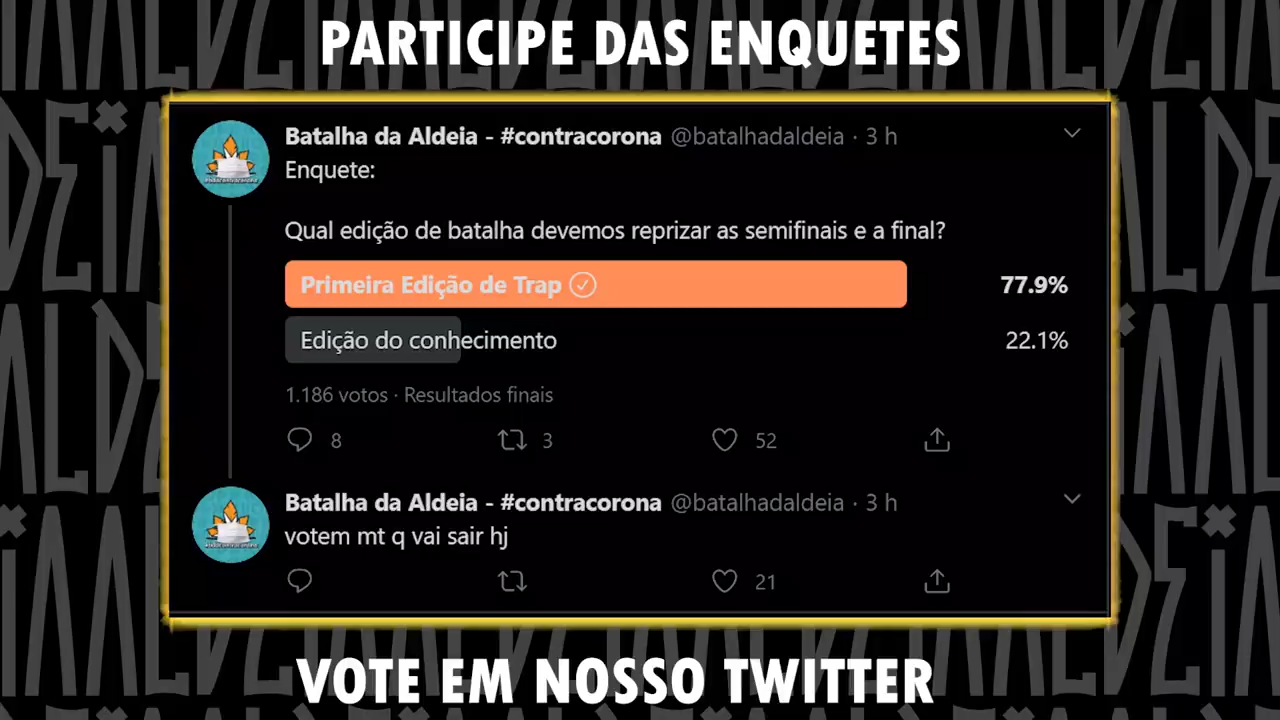 PARTICIPE DAS ENQUETES
Batalha da Aldeia - #contracorona @batalhadaldeia · 3 h
Enquete:
Qual edição de batalha devemos reprizar as semifinais e a final?
Primeira Edição de Trap 77.9%
Edição do conhecimento 22.1%
1.186 votos · Resultados finais
8 3 52
Batalha da Aldeia - #contracorona @batalhadaldeia · 3 h
votem mt q vai sair hj
21
VOTE EM NOSSO TWITTER